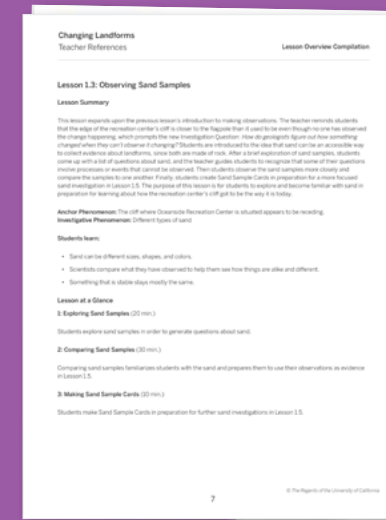 Changing Landforms
Teacher References
Lesson Overview Compilation
Lesson 1.3: Observing Sand Samples
Lesson Summary
This lesson expands upon the previous lesson's introduction to making observations. The teacher reminds students
that the edge of the recreation center's cliff is closer to the flagpole than it used to be even though no one has observed
the change happening, which prompts the new Investigation Question: How do geologists figure out how something
changed when they can't observe it changing? Students are introduced to the idea that sand can be an accessible way
to collect evidence about landforms, since both are made of rock. After a brief exploration of sand samples, students
come up with a list of questions about sand, and the teacher guides students to recognize that some of their questions
involve processes or events that cannot be observed. Then students observe the sand samples more closely and
compare the samples to one another. Finally, students create Sand Sample Cards in preparation for a more focused
sand investigation in Lesson 1.5. The purpose of this lesson is for students to explore and become familiar with sand in
preparation for learning about how the recreation center's cliff got to be the way it is today.
Anchor Phenomenon: The cliff where Oceanside Recreation Center is situated appears to be receding.
Investigative Phenomenon: Different types of sand
Students learn:
• Sand can be different sizes, shapes, and colors.
• Scientists compare what they have observed to help them see how things are alike and different.
• Something that is stable stays mostly the same.
Lesson at a Glance
1: Exploring Sand Samples (20 min.)
Students explore sand samples in order to generate questions about sand.
2: Comparing Sand Samples (30 min.)
Comparing sand samples familiarizes students with the sand and prepares them to use their observations as evidence
in Lesson 1.5.
3: Making Sand Sample Cards (10 min.)
Students make Sand Sample Cards in preparation for further sand investigations in Lesson 1.5.
© The Regents of the University of California
7